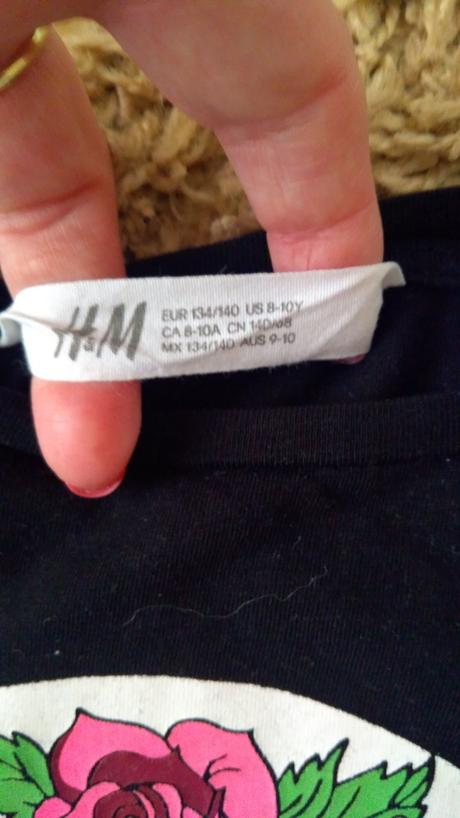 H&M
EUR 134/140 US 8-10Y
CA 8-10A CN 140/68
MX 134/140 AUS 9-10